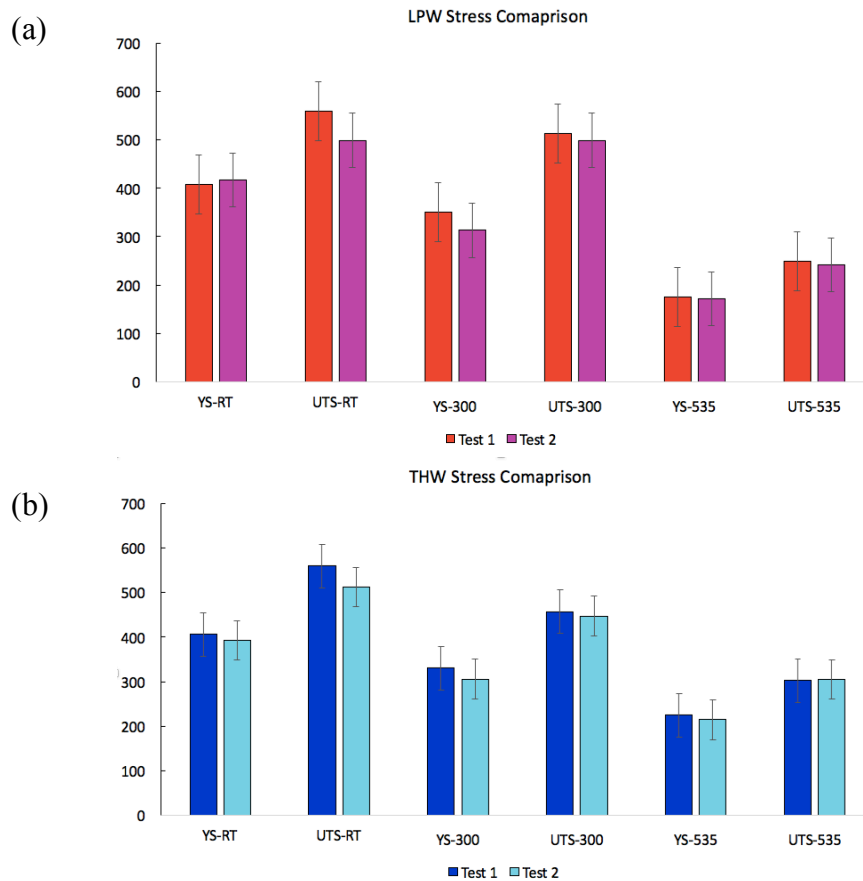 (a)
LPW Stress Comaprison
700
600
500
400
300
200
100
0
YS-RT UTS-RT YS-300 UTS-300 YS-535 UTS-535
Test 1 Test 2
(b)
THW Stress Comaprison
700
600
500
400
300
200
100
0
YS-RT UTS-RT YS-300 UTS-300 YS-535 UTS-535
Test 1 Test 2